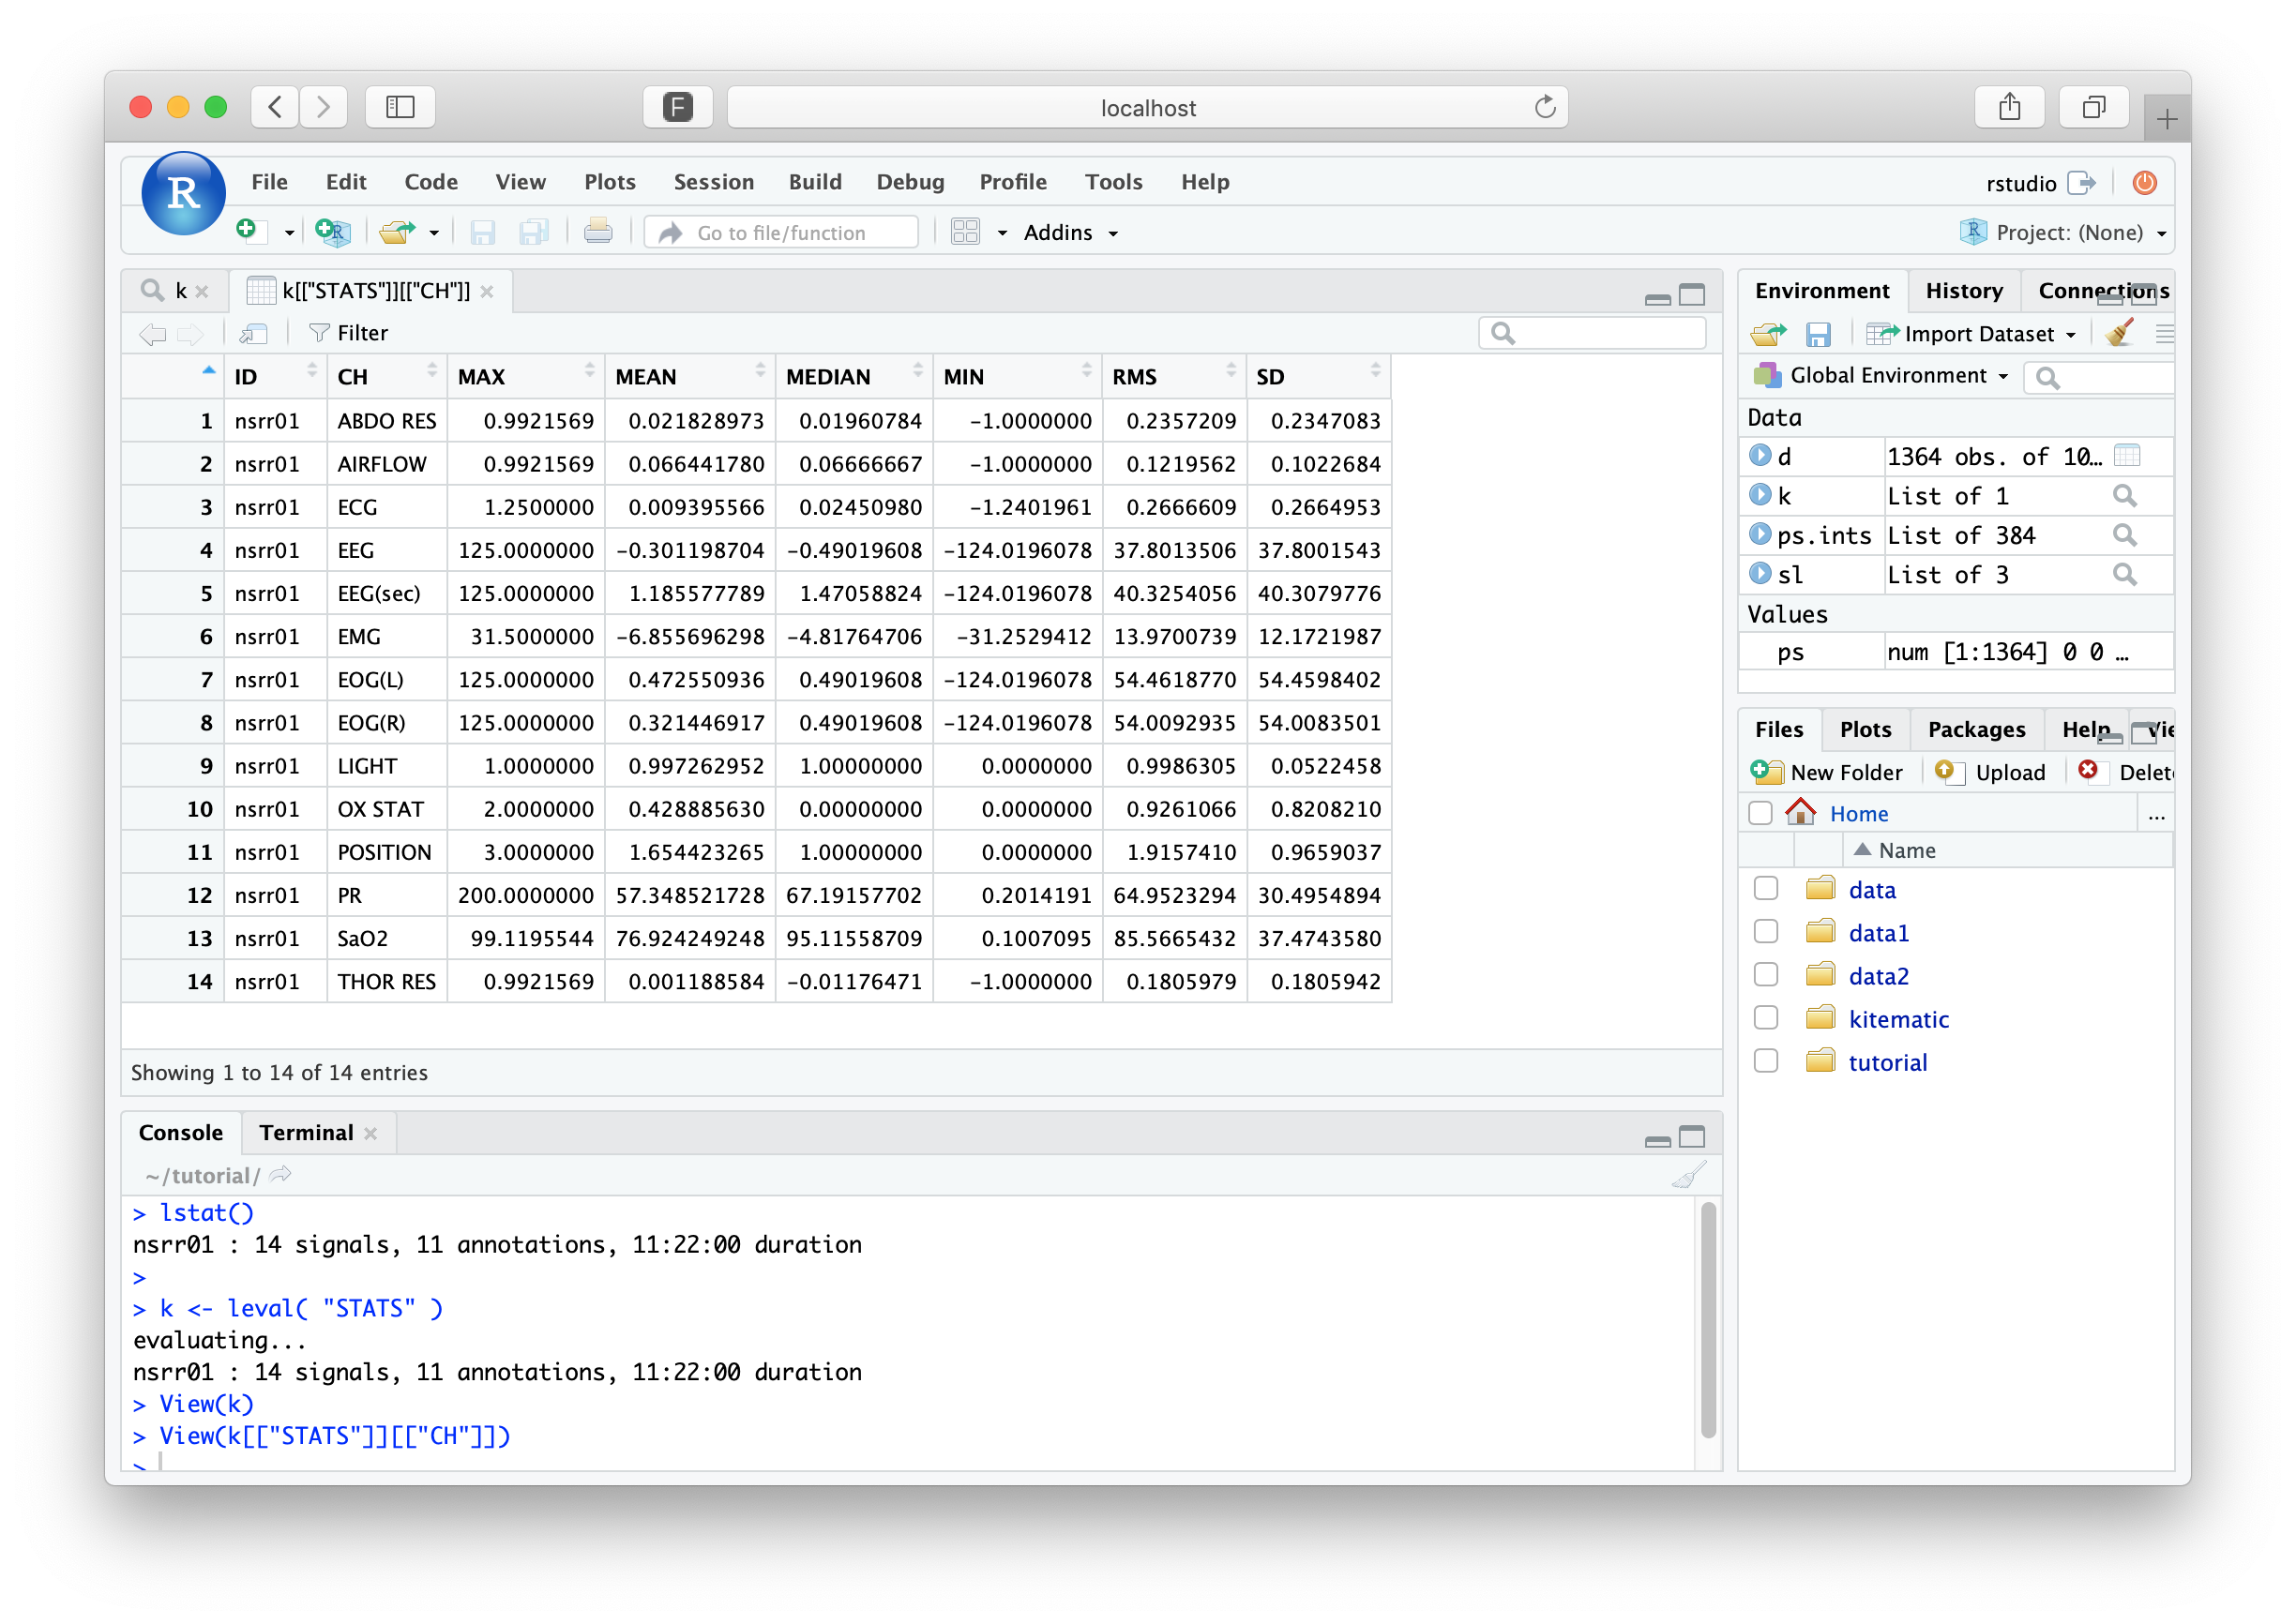 F
localhost
R
File Edit Code View Plots Session Build Debug Profile Tools Help
rstudio
Go to file/function
Addins
Project: (None)
k
k[["STATS"]][["CH"]]
Filter
ID CH MAX MEAN MEDIAN MIN RMS SD
1 nsrr01 ABDO RES 0.9921569 0.021828973 0.01960784 -1.0000000 0.2357209 0.2347083
2 nsrr01 AIRFLOW 0.9921569 0.066441780 0.06666667 -1.0000000 0.1219562 0.1022684
3 nsrr01 ECG 1.2500000 0.009395566 0.02450980 -1.2401961 0.2666609 0.2664953
4 nsrr01 EEG 125.0000000 -0.301198704 -0.49019608 -124.0196078 37.8013506 37.8001543
5 nsrr01 EEG(sec) 125.0000000 1.185577789 1.47058824 -124.0196078 40.3254056 40.3079776
6 nsrr01 EMG 31.5000000 -6.855696298 -4.81764706 -31.2529412 13.9700739 12.1721987
7 nsrr01 EOG(L) 125.0000000 0.472550936 0.49019608 -124.0196078 54.4618770 54.4598402
8 nsrr01 EOG(R) 125.0000000 0.321446917 0.49019608 -124.0196078 54.0092935 54.0083501
9 nsrr01 LIGHT 1.0000000 0.997262952 1.00000000 0.0000000 0.9986305 0.0522458
10 nsrr01 OX STAT 2.0000000 0.428885630 0.00000000 0.0000000 0.9261066 0.8208210
11 nsrr01 POSITION 3.0000000 1.654423265 1.00000000 0.0000000 1.9157410 0.9659037
12 nsrr01 PR 200.0000000 57.348521728 67.19157702 0.2014191 64.9523294 30.4954894
13 nsrr01 SaO2 99.1195544 76.924249248 95.11558709 0.1007095 85.5665432 37.4743580
14 nsrr01 THOR RES 0.9921569 0.001188584 -0.01176471 -1.0000000 0.1805979 0.1805942
Showing 1 to 14 of 14 entries
Console Terminal
~/tutorial/
> lstat()
nsrr01 : 14 signals, 11 annotations, 11:22:00 duration
>
> k <- leval( "STATS" )
evaluating...
nsrr01 : 14 signals, 11 annotations, 11:22:00 duration
> View(k)
> View(k[["STATS"]][["CH"]])
>
Environment History Connections
Import Dataset
Global Environment
Data
d 1364 obs. of 10…
k List of 1
ps.ints List of 384
sl List of 3
Values
ps num [1:1364] 0 0 …
Files Plots Packages Help Vie
New Folder Upload Delet
Home ...
Name
data
data1
data2
kitematic
tutorial